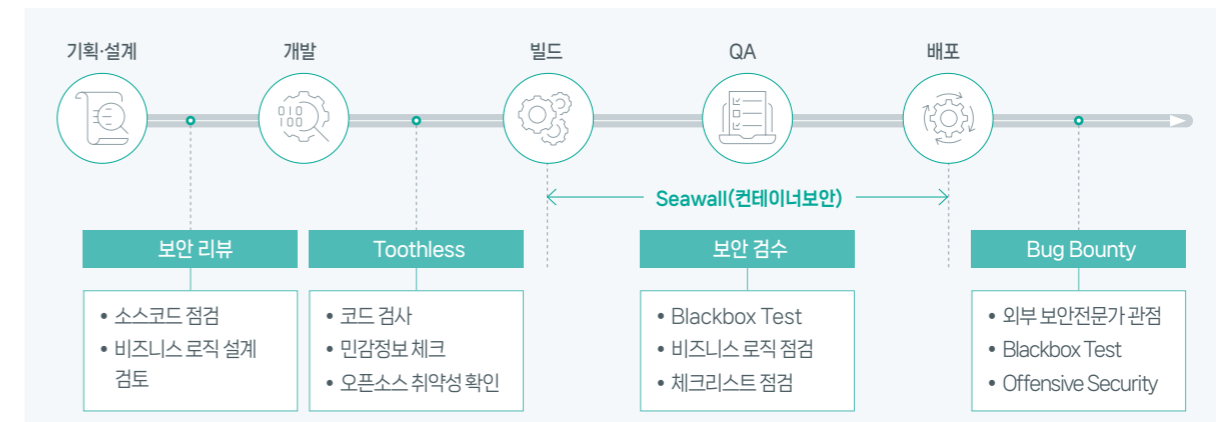 기획·설계
개발
빌드
QA
배포
010
100
Seawall(컨테이너보안)
보안 리뷰
• 소스코드 점검
• 비즈니스 로직 설계
검토
Toothless
• 코드 검사
• 민감정보 체크
• 오픈소스 취약성 확인
보안 검수
• Blackbox Test
• 비즈니스 로직 점검
• 체크리스트 점검
Bug Bounty
• 외부 보안전문가 관점
• Blackbox Test
• Offensive Security